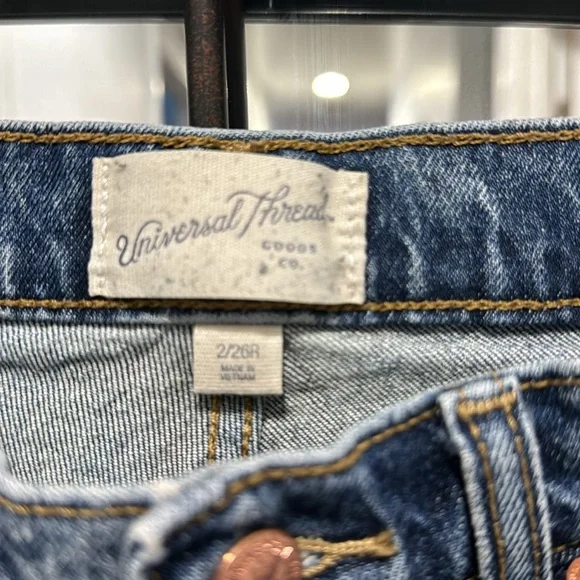 Universal Thread
GOODS
CO.
2/26R
MADE IN
VIETNAM